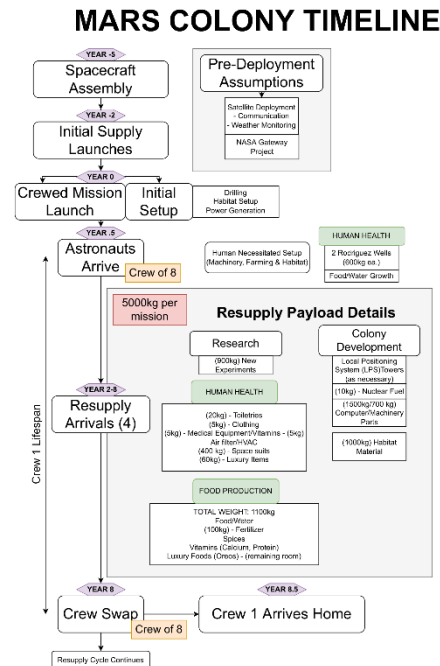 MARS COLONY TIMELINE
YEAR -5
Spacecraft
Assembly
Pre-Deployment
Assumptions
Satellite Deployment
- Communication
- Weather Monitoring
NASA Gateway
Project
YEAR -2
Initial Supply
Launches
YEAR 0
Crewed Mission
Launch
Initial
Setup
Drilling
Habitat Setup
Power Generation
YEAR .5
Astronauts
Arrive
Crew of 8
Human Necessitated Setup
(Machinery, Farming & Habitat)
HUMAN HEALTH
2 Rodriguez Wells
(600kg ea.)
Food/Water Growth
Crew 1 Lifespan
5000kg per
mission
Resupply Payload Details
Research
(900kg) New
Experiments
HUMAN HEALTH
(20kg) - Toiletries
(5kg) - Clothing
(5kg) - Medical Equipment/Vitamins - (5kg)
Air filter/HVAC
(400 kg) - Space suits
(60kg) - Luxury Items
Colony
Development
Local Positioning
System (LPS)Towers
(as necessary)
(10kg) - Nuclear Fuel
(1500kg/700 kg)
Computer/Machinery
Parts
(1000kg) Habitat
Material
YEAR 2-8
Resupply
Arrivals (4)
FOOD PRODUCTION
TOTAL WEIGHT: 1100kg
Food/Water
(100kg) - Fertilizer
Spices
Vitamins (Calcium, Protein)
Luxury Foods (Oreos) - (remaining room)
YEAR 8
Crew Swap
Crew of 8
YEAR 8.5
Crew 1 Arrives Home
Resupply Cycle Continues